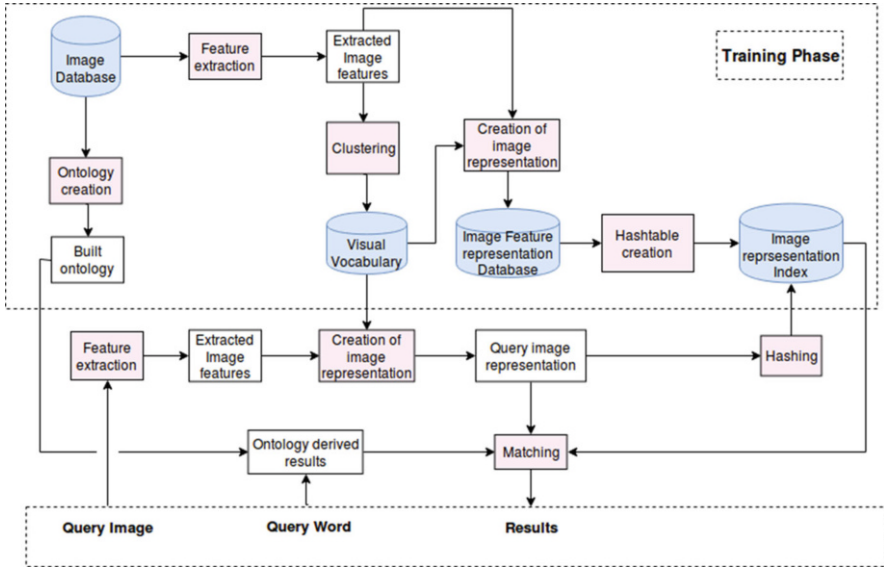 Training Phase
Image
Database
Feature
extraction
Extracted
Image
features
Clustering
Creation of
image
representation
Ontology
creation
Built
ontology
Visual
Vocabulary
Image Feature
representation
Database
Hashtable
creation
Image
reprsesentation
Index
Feature
extraction
Extracted
Image
features
Creation of
image
representation
Query image
representation
Hashing
Ontology derived
results
Matching
Query Image
Query Word
Results